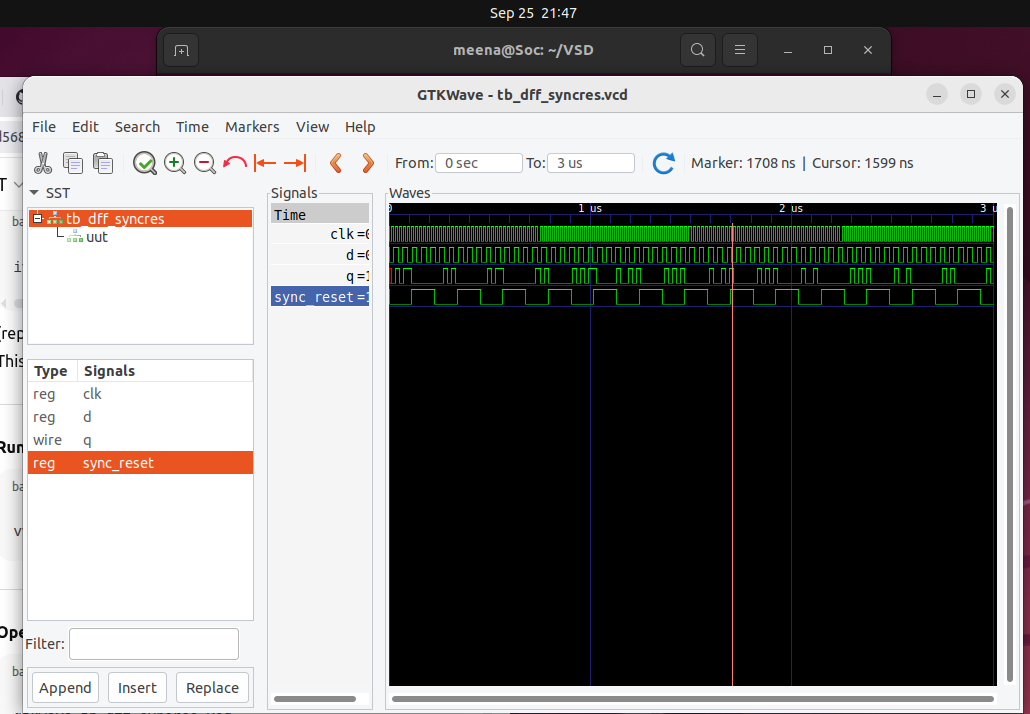 Sep 25 21:47
meena@Soc: ~/VSD
GTKWave - tb_dff_syncres.vcd
File Edit Search Time Markers View Help
From: 0 sec To: 3 us Marker: 1708 ns | Cursor: 1599 ns
SST
tb_dff_syncres
uut
Type Signals
reg clk
reg d
wire q
reg sync_reset
Filter:
Append Insert Replace
Signals
Time
clk=0
d=0
q=1
sync_reset=1
Waves
0 1 us 2 us 3 u